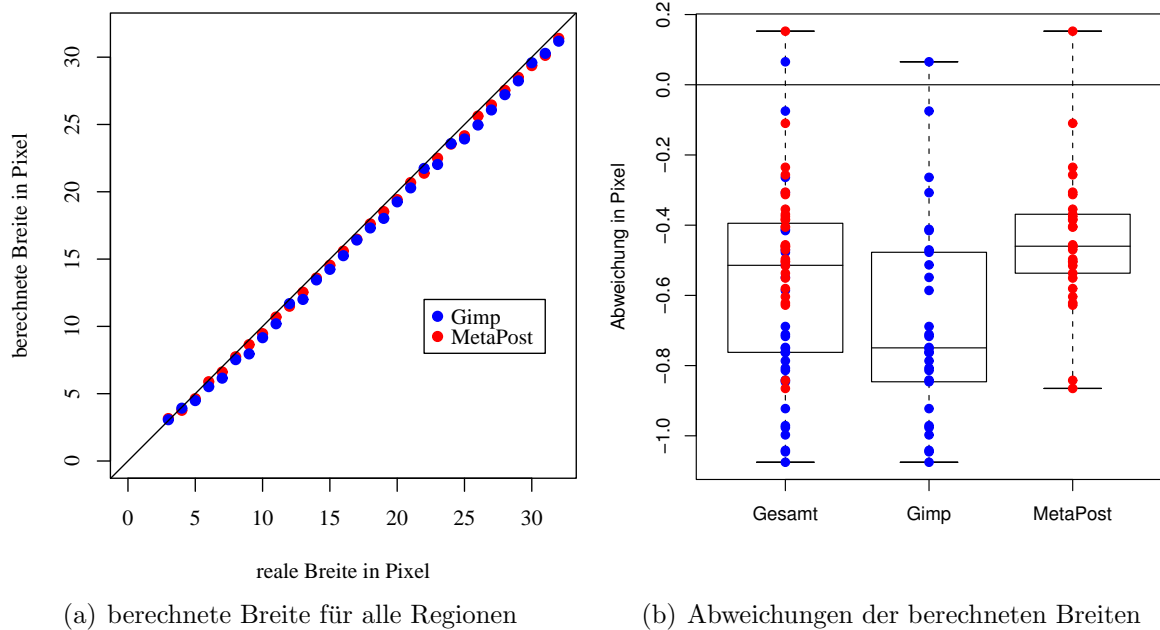 berechnete Breite in Pixel
30
25
20
15
10
5
0
Gimp
MetaPost
0 5 10 15 20 25 30
reale Breite in Pixel
(a) berechnete Breite für alle Regionen
Abweichung in Pixel
0.2
0.0
−0.2
−0.4
−0.6
−0.8
−1.0
Gesamt Gimp MetaPost
(b) Abweichungen der berechneten Breiten